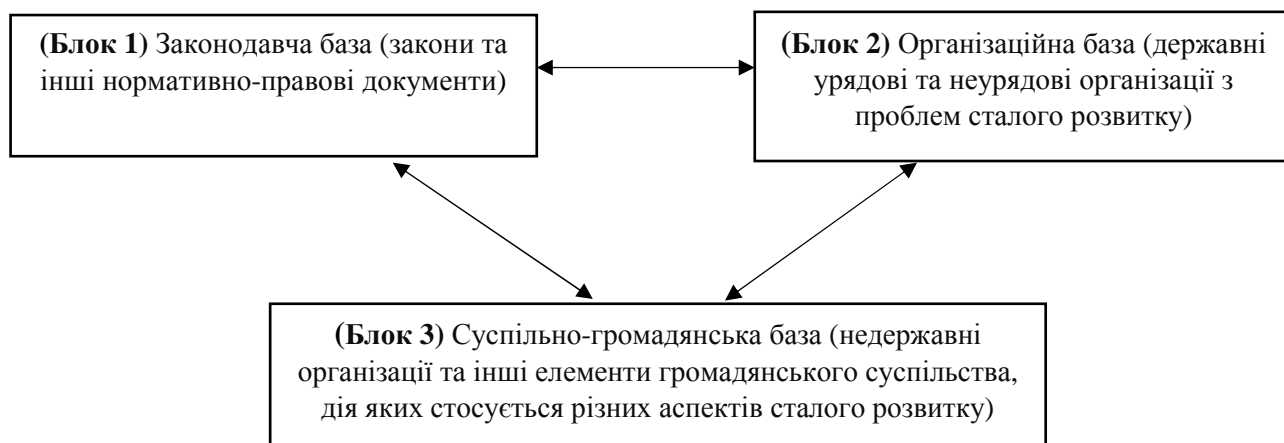 (Блок 1) Законодавча база (закони та
інші нормативно-правові документи)
(Блок 2) Організаційна база (державні
урядові та неурядові організації з
проблем сталого розвитку)
(Блок 3) Суспільно-громадянська база (недержавні
організації та інші елементи громадянського суспільства,
дія яких стосується різних аспектів сталого розвитку)